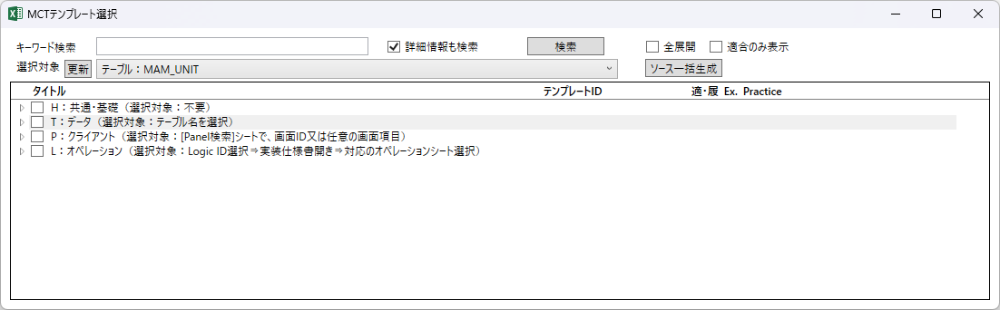 MCTテンプレート選択
キーワード検索 詳細情報も検索 検索 全展開 適合のみ表示
選択対象 更新 テーブル：MAM_UNIT ソース一括生成
タイトル テンプレートID 適・履 Ex. Practice
H：共通・基礎（選択対象：不要）
T：データ（選択対象：テーブル名を選択）
P：クライアント（選択対象：[Panel検索]シートで、画面ID又は任意の画面項目）
L：オペレーション（選択対象：Logic ID選択⇒実装仕様書開き⇒対応のオペレーションシート選択）